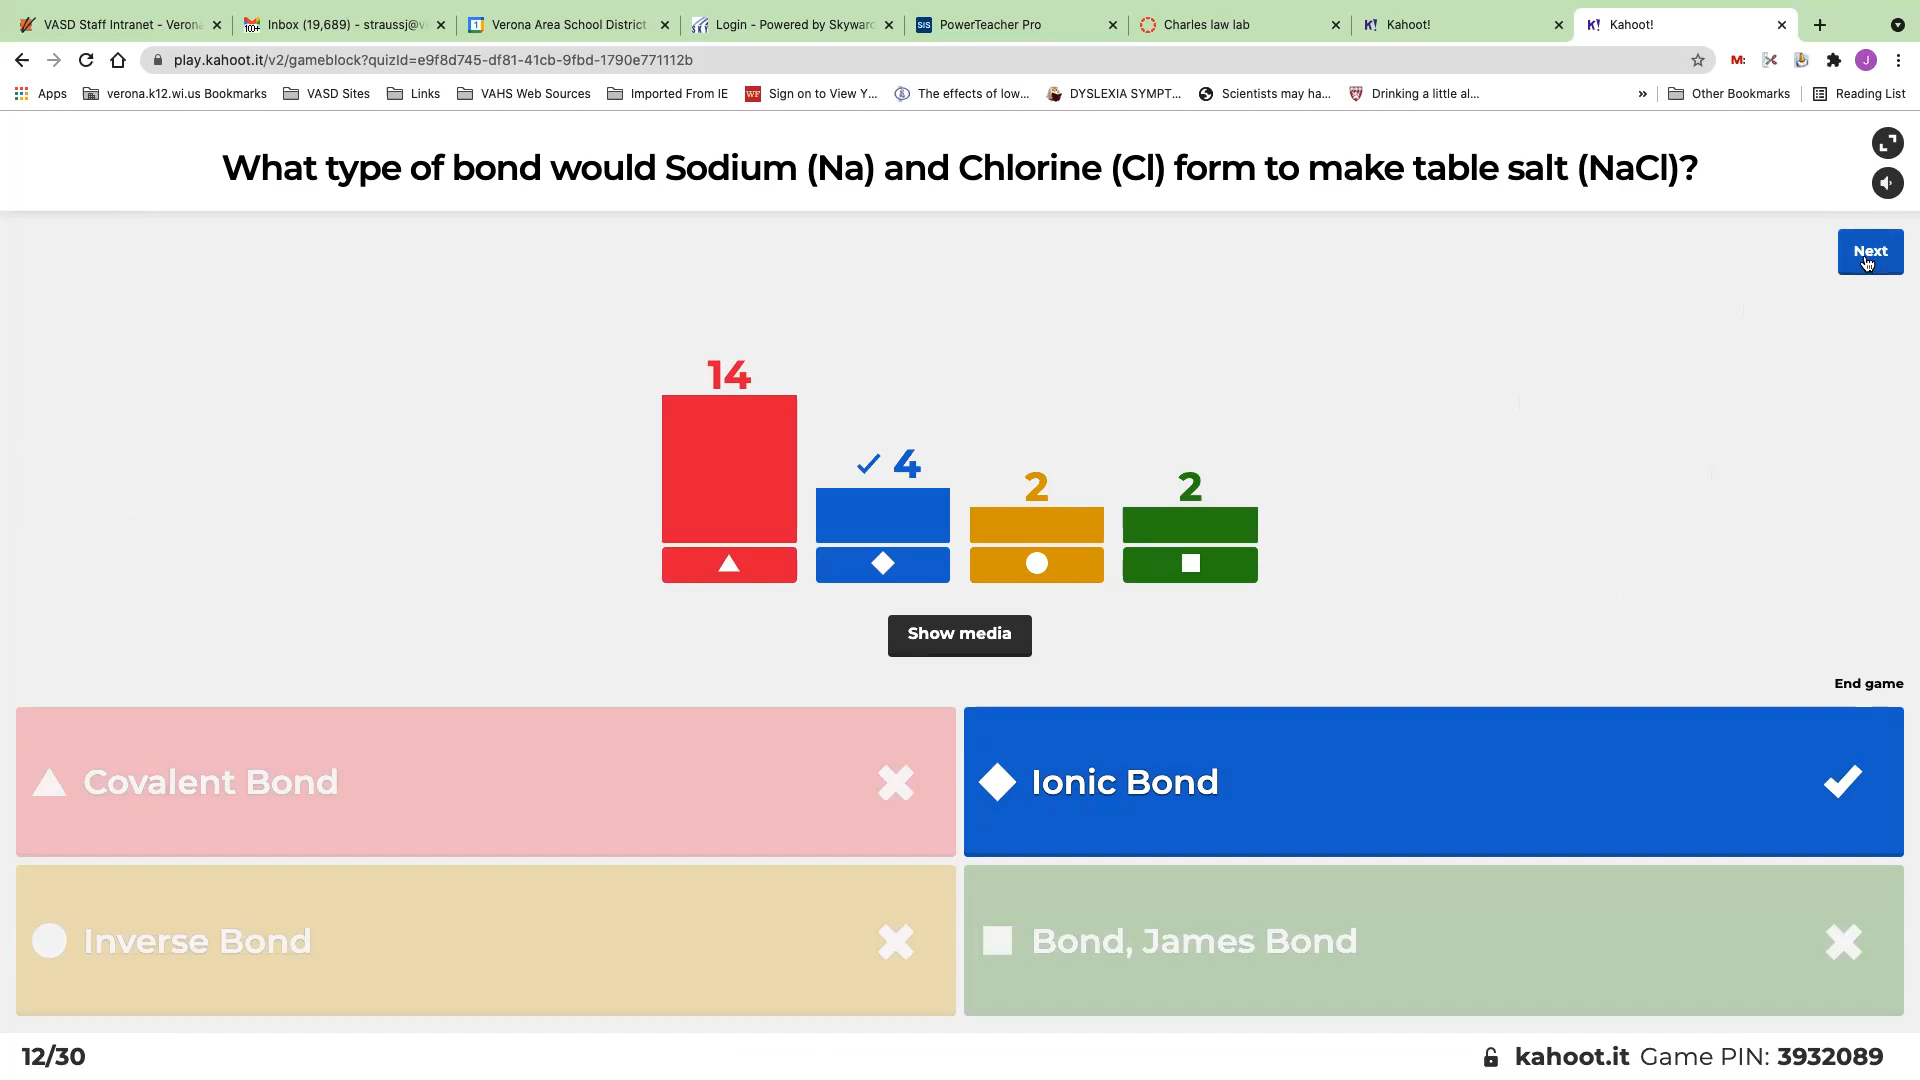 VASD Staff Intranet - Verona
Inbox (19,689) - straussj@v
Verona Area School District
Login - Powered by Skyward
PowerTeacher Pro
Charles law lab
Kahoot!
Kahoot!
play.kahoot.it/v2/gameblock?quizId=e9f8d745-df81-41cb-9fbd-1790e771112b
Apps
verona.k12.wi.us Bookmarks
VASD Sites
Links
VAHS Web Sources
Imported From IE
Sign on to View Y...
The effects of low...
DYSLEXIA SYMPT...
Scientists may ha...
Drinking a little al...
»
Other Bookmarks
Reading List
What type of bond would Sodium (Na) and Chlorine (Cl) form to make table salt (NaCl)?
Next
14
4
2
2
Show media
End game
Covalent Bond
Ionic Bond
Inverse Bond
Bond, James Bond
12/30
kahoot.it Game PIN: 3932089